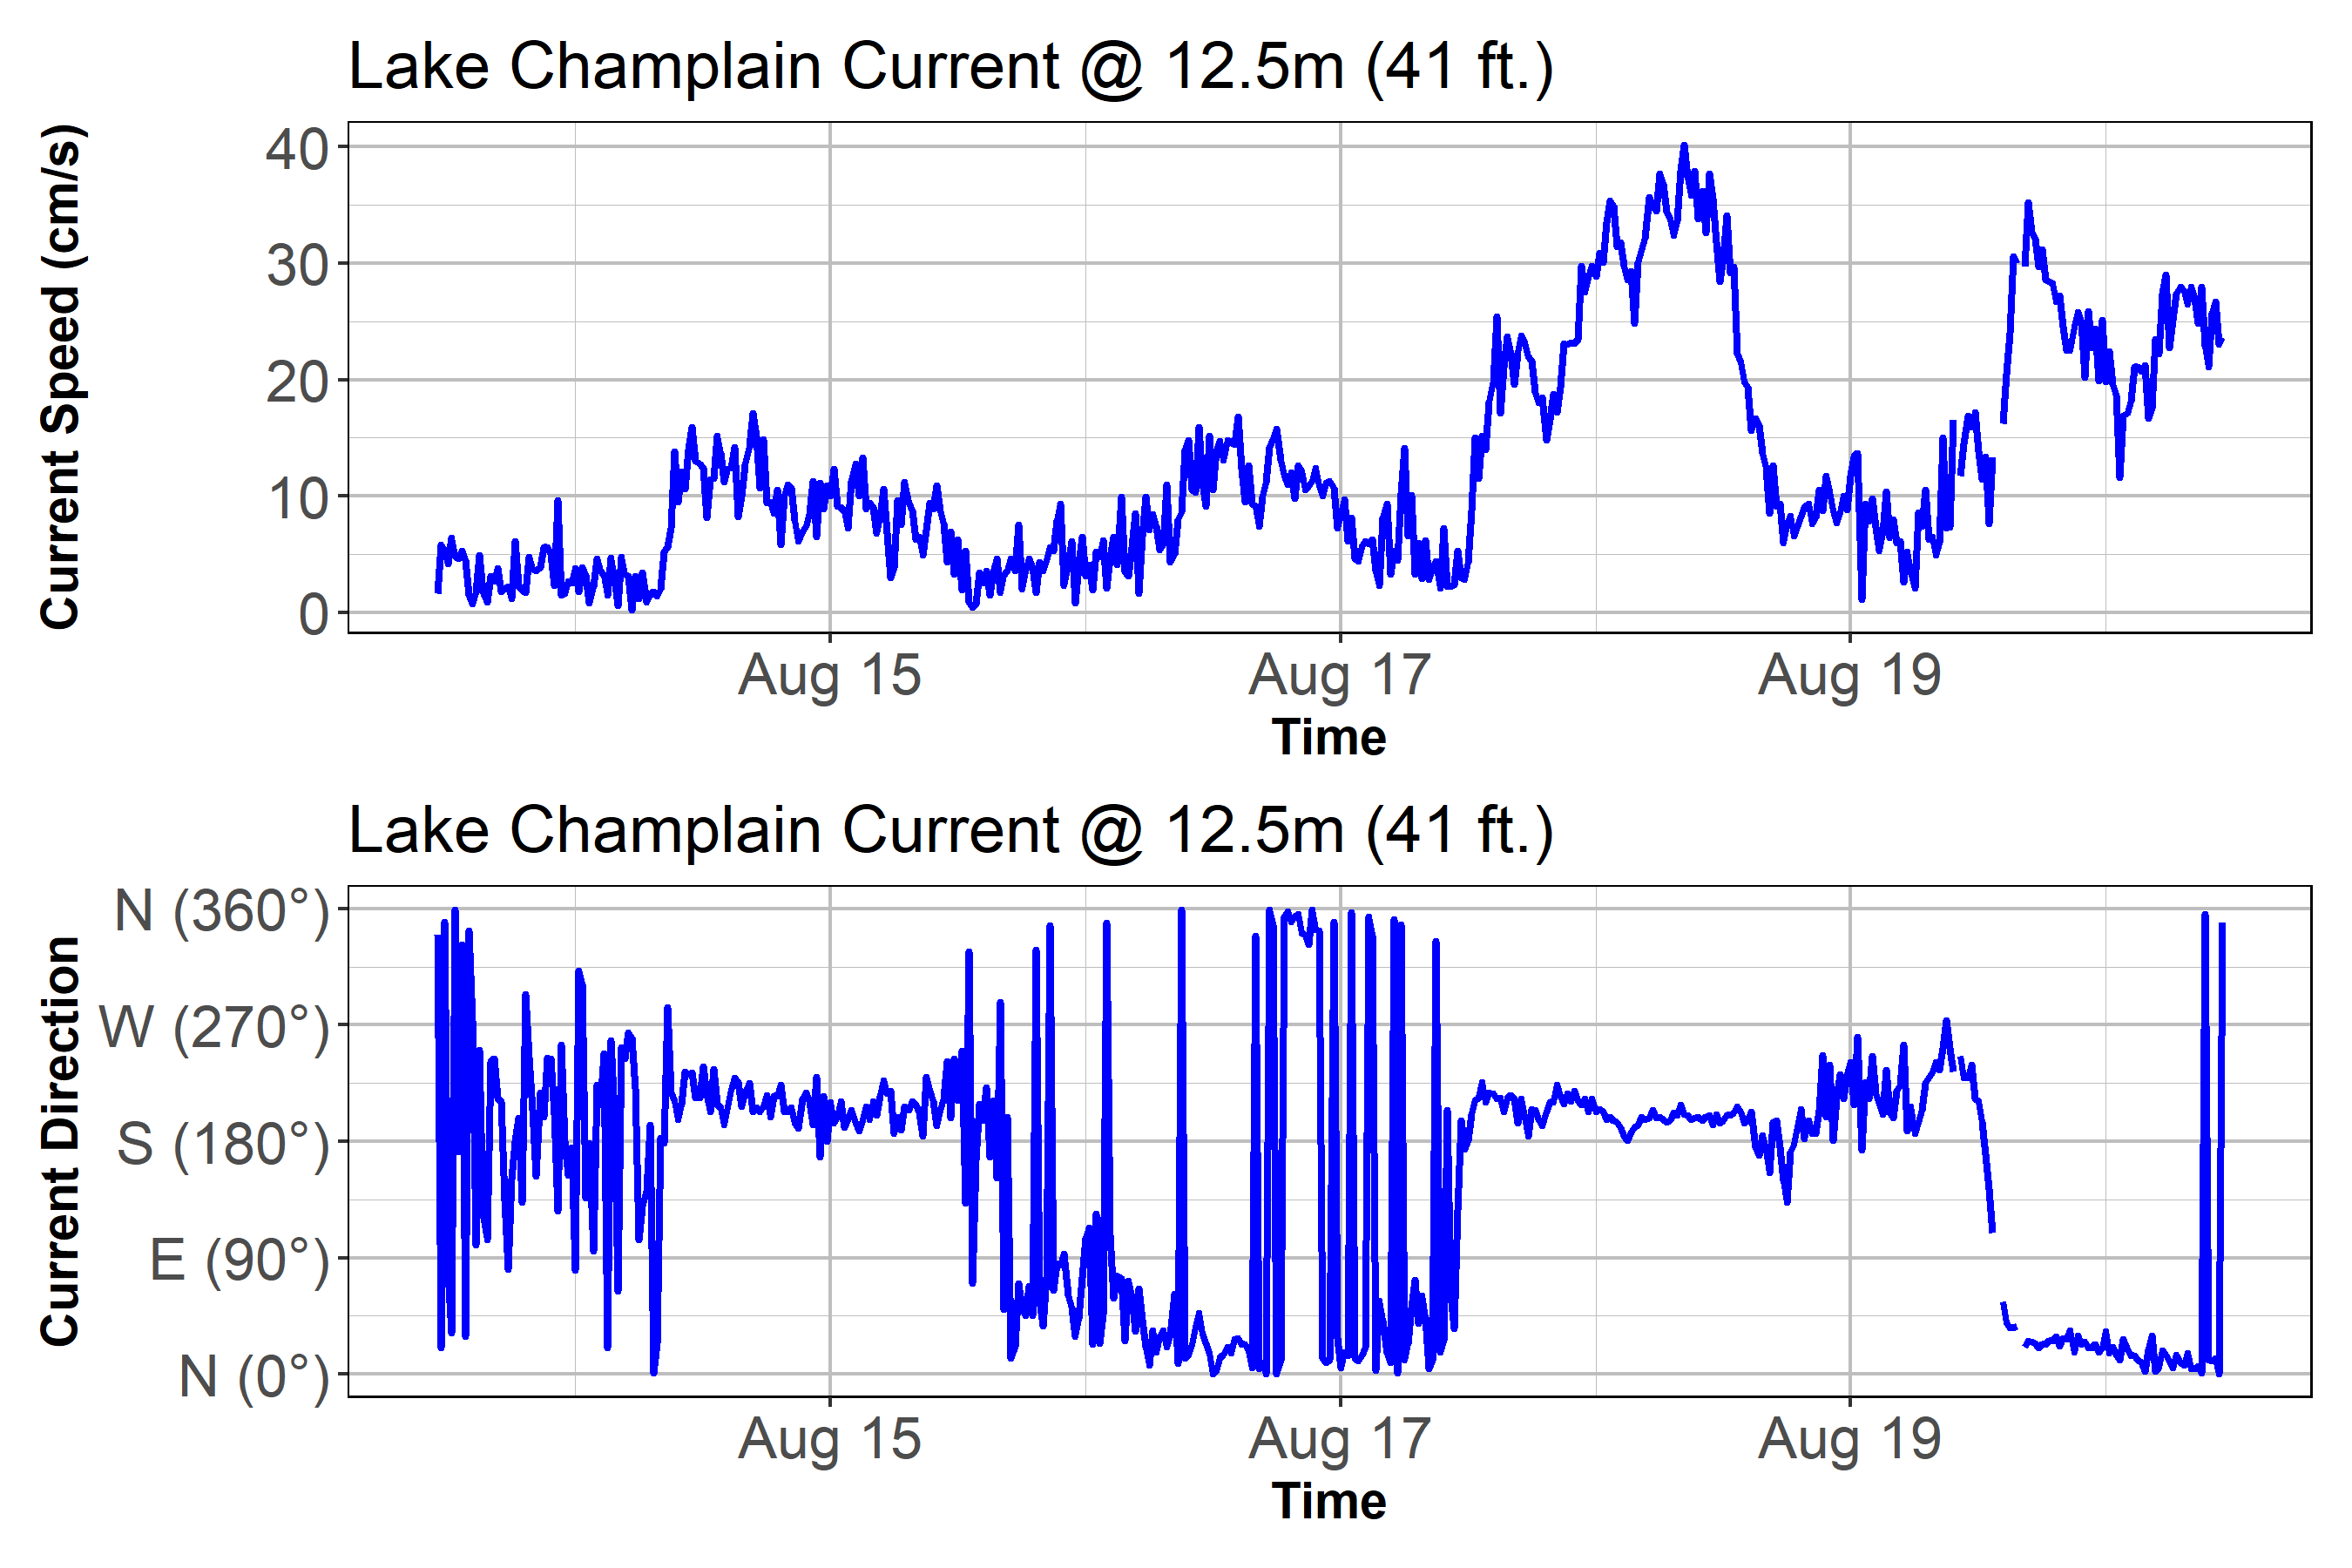 Lake Champlain Current @ 12.5m (41 ft.)
Current Speed (cm/s)
40
30
20
10
0
Aug 15 Aug 17 Aug 19
Time
Lake Champlain Current @ 12.5m (41 ft.)
Current Direction
N (360°)
W (270°)
S (180°)
E (90°)
N (0°)
Aug 15 Aug 17 Aug 19
Time